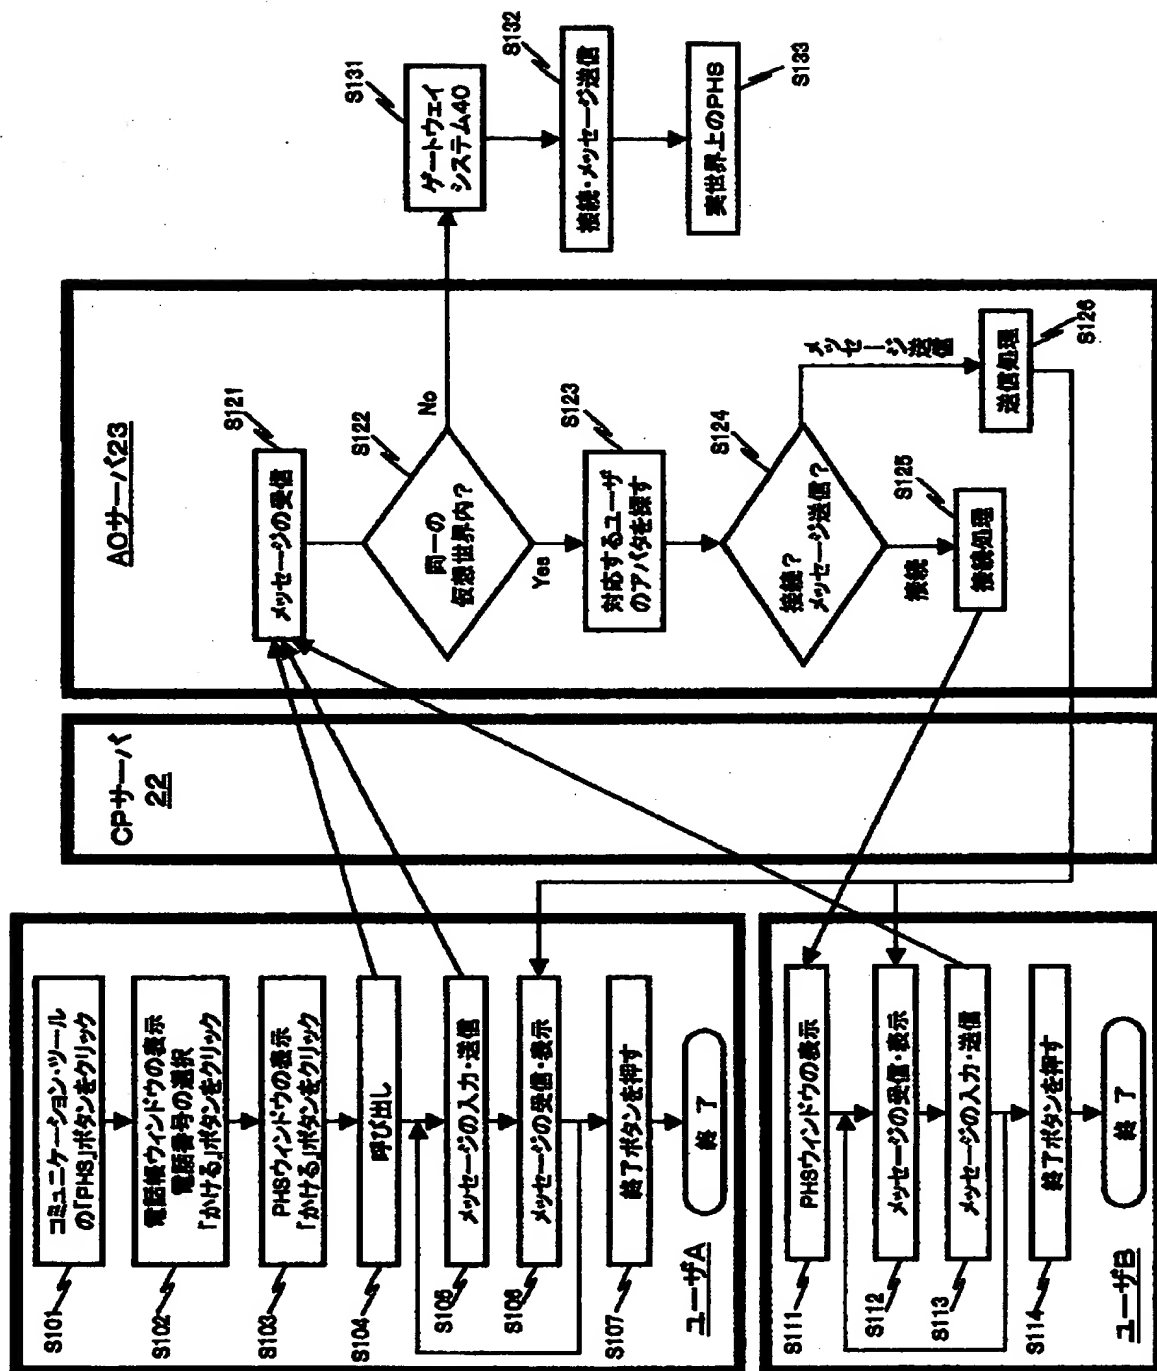 S101
コミュニケーション・ツール
の「PHS」ボタンをクリック
S102
電話帳ウィンドウの表示
電話番号の選択
「かける」ボタンをクリック
S103
PHSウィンドウの表示
「かける」ボタンをクリック
S104
呼び出し
S105
メッセージの入力・送信
S106
メッセージの受信・表示
S107
終了ボタンを押す
終 了
ユーザA
S111
PHSウィンドウの表示
S112
メッセージの受信・表示
S113
メッセージの入力・送信
S114
終了ボタンを押す
終 了
ユーザB
CPサーバ
22
AOサーバ23
S121
メッセージの受信
S122
同一の
仮想世界内?
No
Yes
S123
対応するユーザ
のアバタを探す
S124
接続?
メッセージ送信?
接続
メッセージ送信
S125
接続処理
S126
送信処理
S131
ゲートウェイ
システム40
S132
接続・メッセージ送信
S133
実世界上のPHS